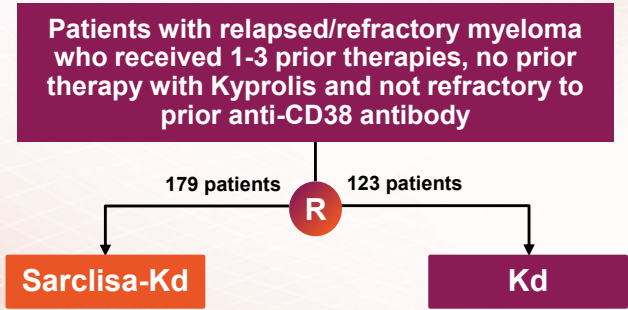 Patients with relapsed/refractory myeloma
who received 1-3 prior therapies, no prior
therapy with Kyprolis and not refractory to
prior anti-CD38 antibody
179 patients
123 patients
R
Sarclisa-Kd
Kd